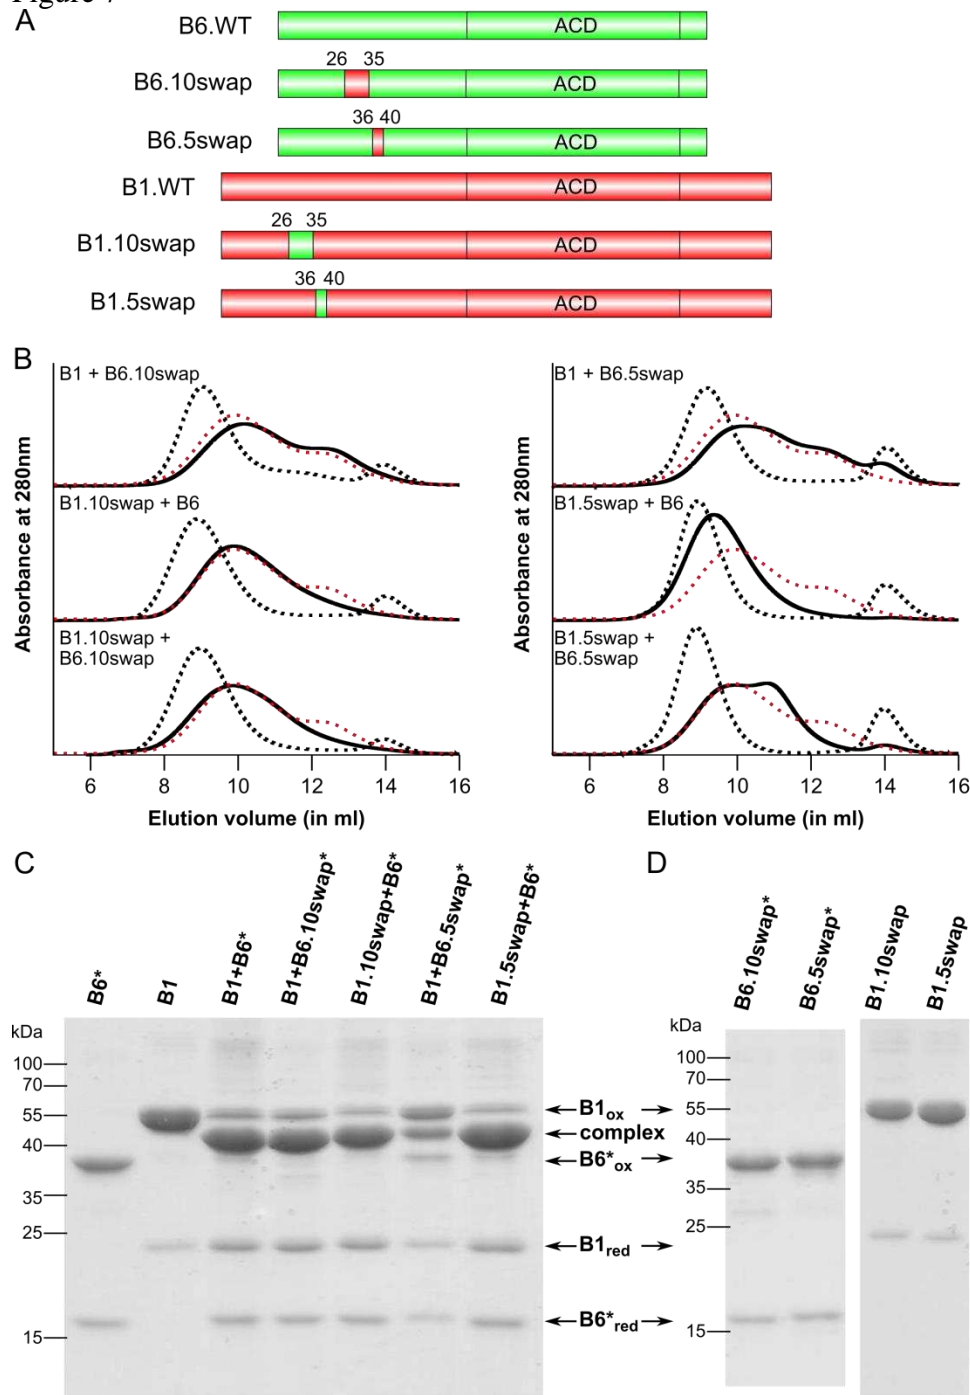 A
B6.WT
ACD
26 35
B6.10swap
ACD
36 40
B6.5swap
ACD
B1.WT
ACD
26 35
B1.10swap
ACD
36 40
B1.5swap
ACD
B
B1 + B6.10swap
B1.10swap + B6
B1.10swap +
B6.10swap
Absorbance at 280nm
6 8 10 12 14 16
Elution volume (in ml)
B1 + B6.5swap
B1.5swap + B6
B1.5swap +
B6.5swap
Absorbance at 280nm
6 8 10 12 14 16
Elution volume (in ml)
C
B6*
B1
B1+B6*
B1+B6.10swap*
B1.10swap+B6*
B1+B6.5swap*
B1.5swap+B6*
kDa
100
70
55
40
35
25
15
B1ox
complex
B6*ox
B1red
B6*red
D
B6.10swap*
B6.5swap*
B1.10swap
B1.5swap
kDa
100
70
55
40
35
25
15